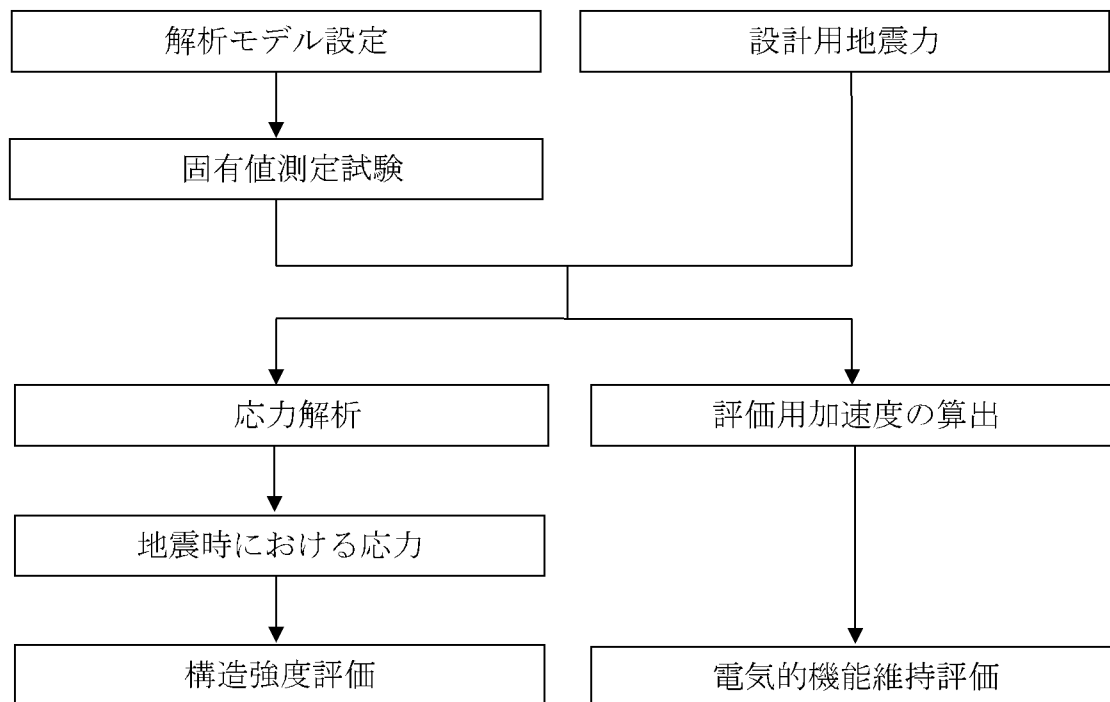 解析モデル設定
設計用地震力
固有値測定試験
応力解析
評価用加速度の算出
地震時における応力
構造強度評価
電気的機能維持評価